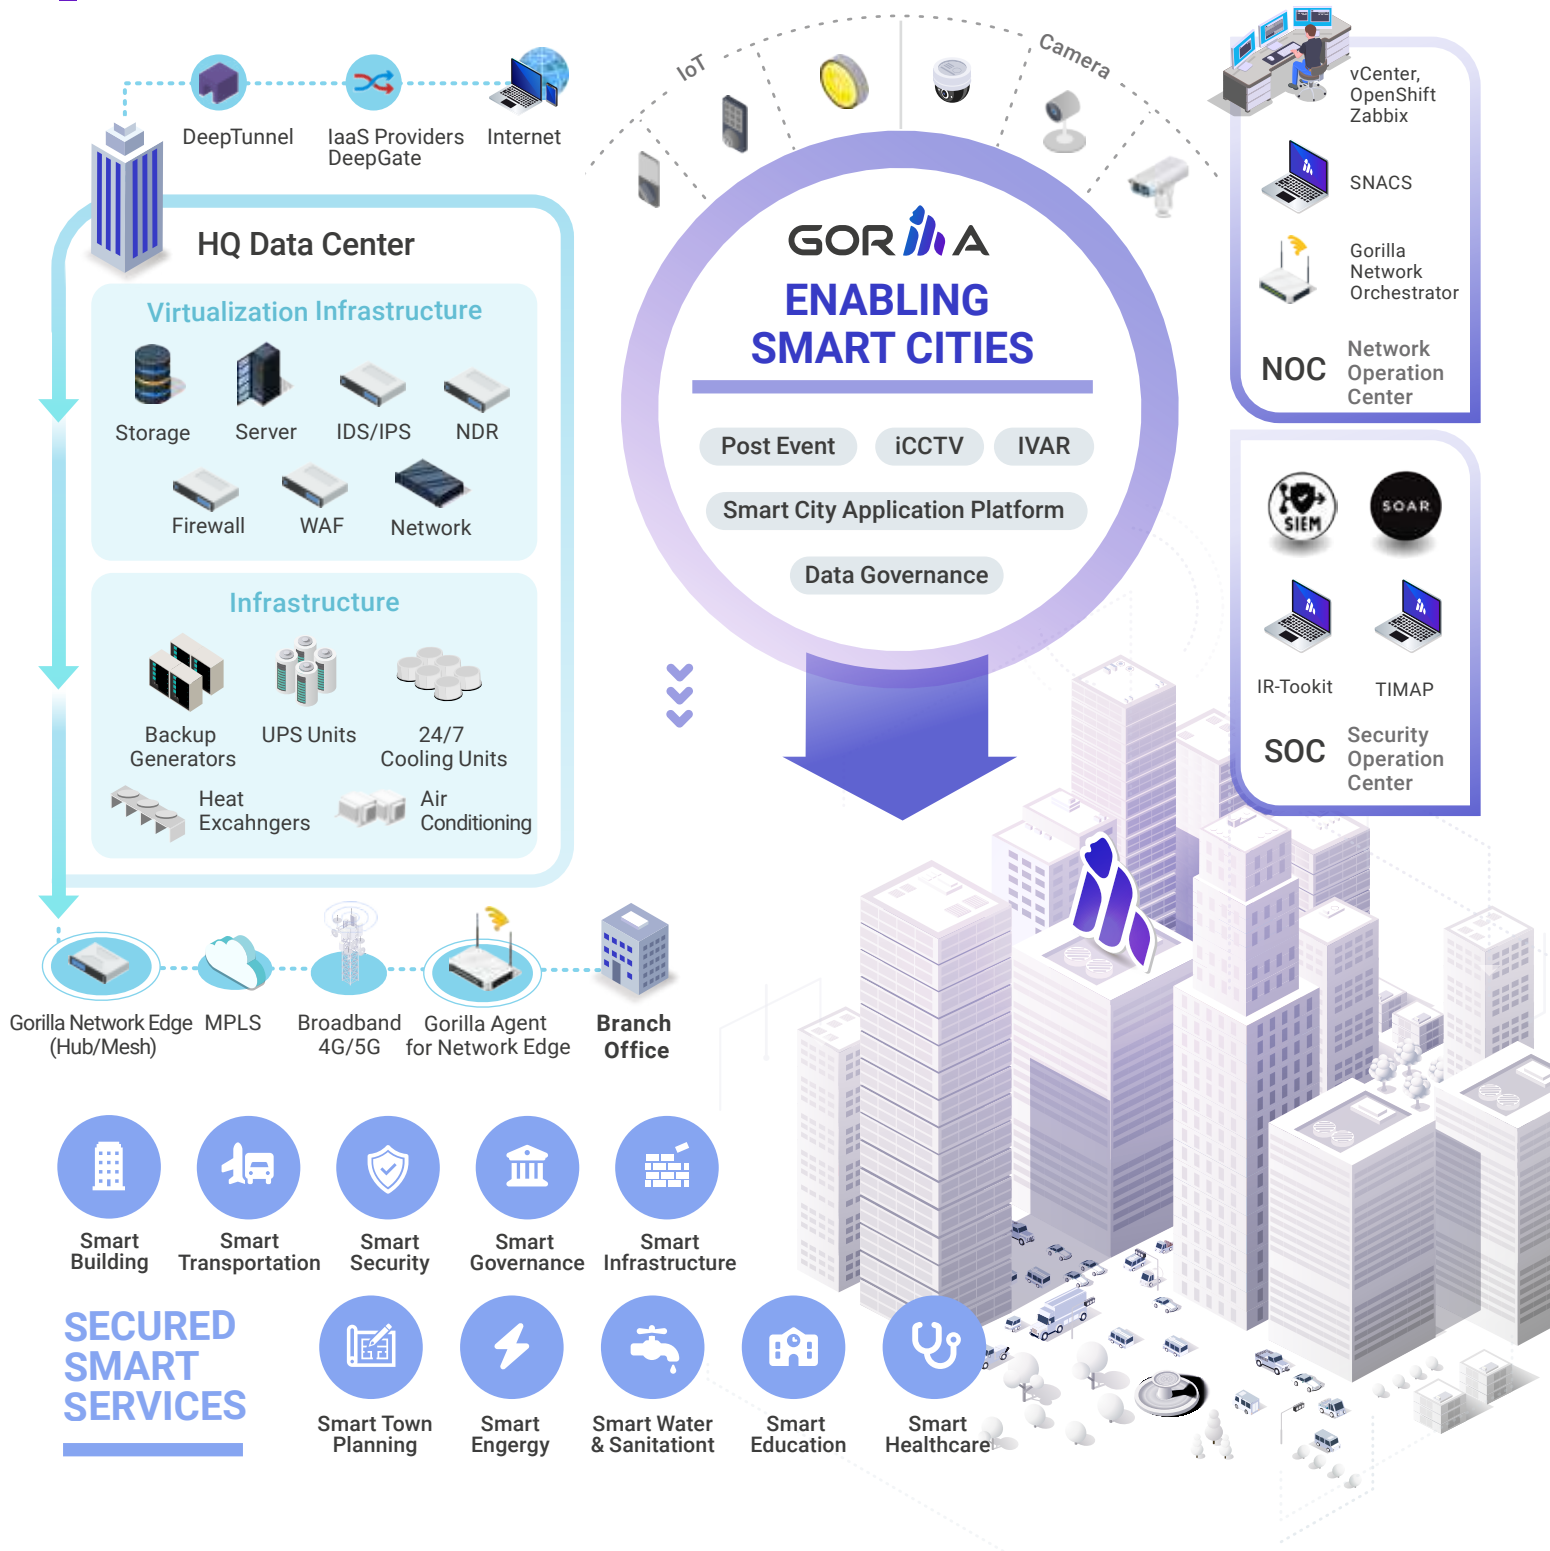 DeepTunnel
IaaS Providers
DeepGate
Internet
HQ Data Center
Virtualization Infrastructure
Storage
Server
IDS/IPS
NDR
Firewall
WAF
Network
Infrastructure
Backup
Generators
UPS Units
24/7
Cooling Units
Heat
Excahngers
Air
Conditioning
Gorilla Network Edge
(Hub/Mesh)
MPLS
Broadband
4G/5G
Gorilla Agent
for Network Edge
Branch
Office
IoT
Camera
GORILLA
ENABLING
SMART CITIES
Post Event
iCCTV
IVAR
Smart City Application Platform
Data Governance
vCenter,
OpenShift
Zabbix
SNACS
Gorilla
Network
Orchestrator
NOC
Network
Operation
Center
SIEM
SOAR
IR-Tookit
TIMAP
SOC
Security
Operation
Center
Smart
Building
Smart
Transportation
Smart
Security
Smart
Governance
Smart
Infrastructure
SECURED
SMART
SERVICES
Smart Town
Planning
Smart
Engergy
Smart Water
& Sanitationt
Smart
Education
Smart
Healthcare